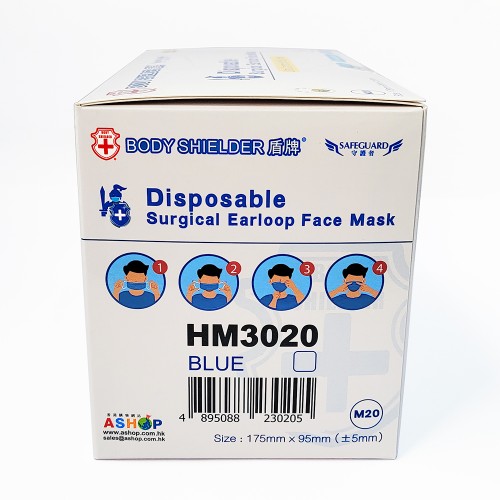 BODY SHIELDER 盾牌®
SAFEGUARD
守護者
Disposable
Surgical Earloop Face Mask
1 2 3 4
HM3020
BLUE
4 895088 230205
M20
ASHOP
www.ashop.com.hk
sales@ashop.com.hk
Size : 175mm x 95mm (±5mm)